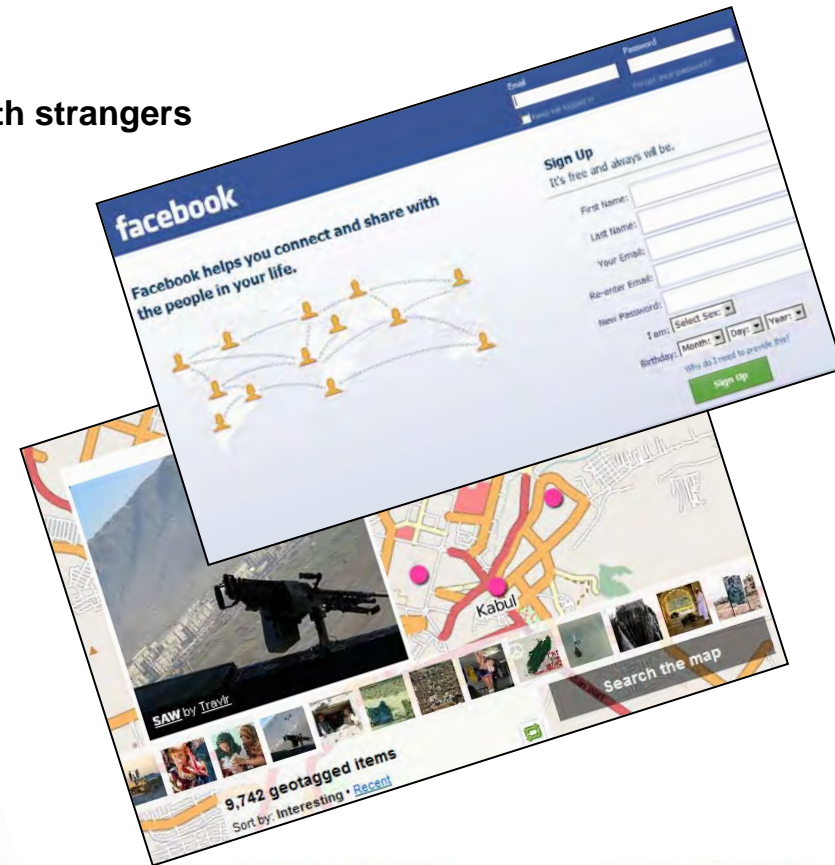 th strangers
Email
Password
Keep me logged in
Forgot your password?
facebook
Sign Up
It's free and always will be.
Facebook helps you connect and share with
the people in your life.
First Name:
Last Name:
Your Email:
Re-enter Email:
New Password:
I am: Select Sex:
Birthday: Month: Day: Year:
Why do I need to provide this?
Sign Up
Kabul
SAW by Travlr
Search the map
9,742 geotagged items
Sort by: Interesting • Recent